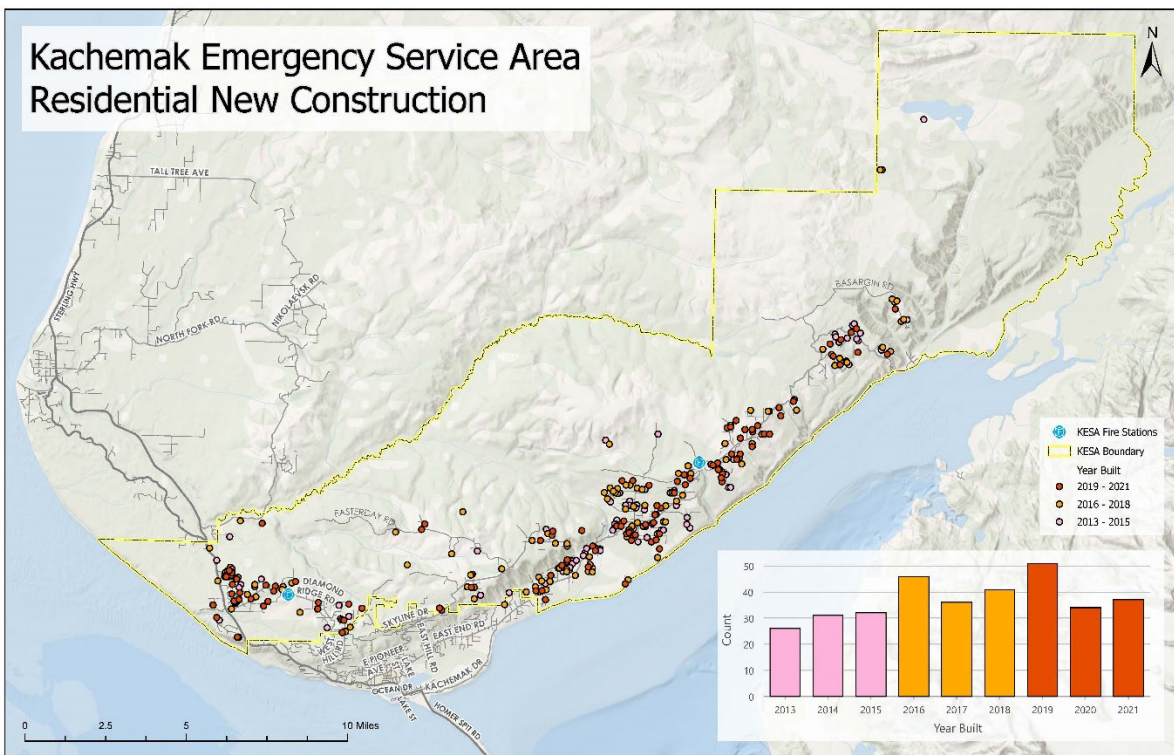 Kachemak Emergency Service Area
Residential New Construction
N
TALL TREE AVE
STERLING HWY
NIKOLAEVSK RD
NORTH FORK RD
BASARGIN RD
EASTERDAY RD
DIAMOND
RIDGE RD
SKYLINE DR
WEST
HILL RD
EAST END RD
EAST HILL RD
E PIONEER
AVE
LAKE
OCEAN DR
KACHEMAK DR
LAKE ST
HOMER SPIT RD
KESA Fire Stations
KESA Boundary
Year Built
2019 - 2021
2016 - 2018
2013 - 2015
0 2.5 5 10 Miles
50
40
30
20
10
0
Count
2013 2014 2015 2016 2017 2018 2019 2020 2021
Year Built